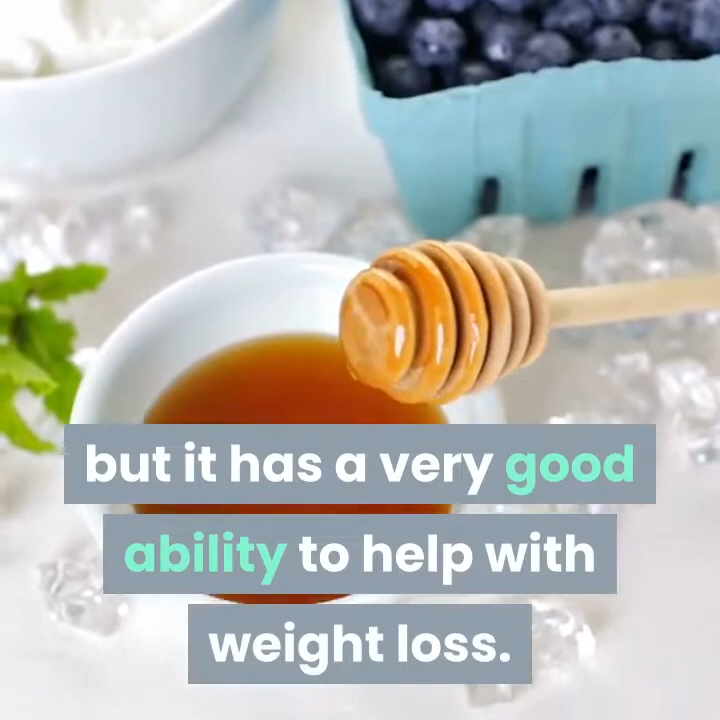 but it has a very good
ability to help with
weight loss.